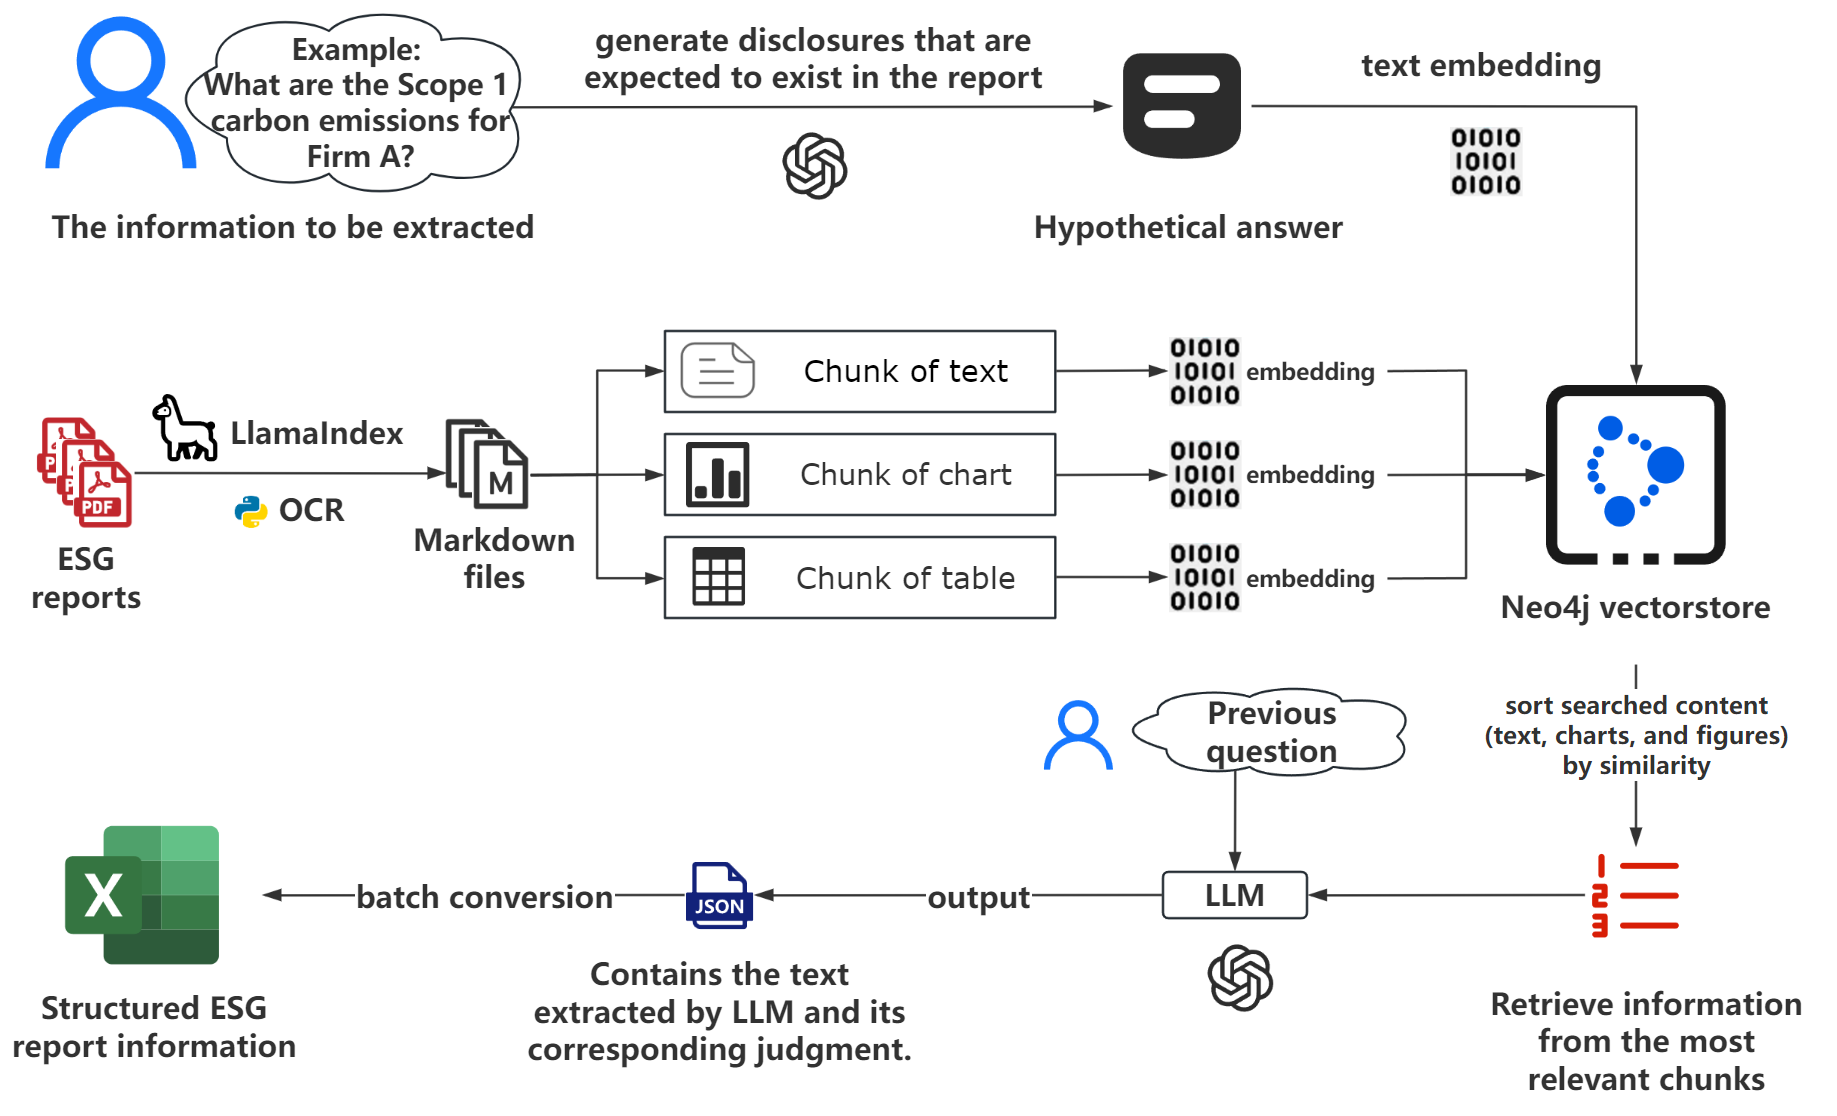 Example:
What are the Scope 1
carbon emissions for
Firm A?
The information to be extracted
generate disclosures that are
expected to exist in the report
Hypothetical answer
text embedding
01010
10101
01010
PDF
ESG
reports
LlamaIndex
OCR
M
Markdown
files
Chunk of text
Chunk of chart
Chunk of table
01010
10101
01010
embedding
01010
10101
01010
embedding
01010
10101
01010
embedding
Neo4j vectorstore
sort searched content
(text, charts, and figures)
by similarity
1
2
3
Retrieve information
from the most
relevant chunks
Previous
question
LLM
output
JSON
Contains the text
extracted by LLM and its
corresponding judgment.
batch conversion
X
Structured ESG
report information